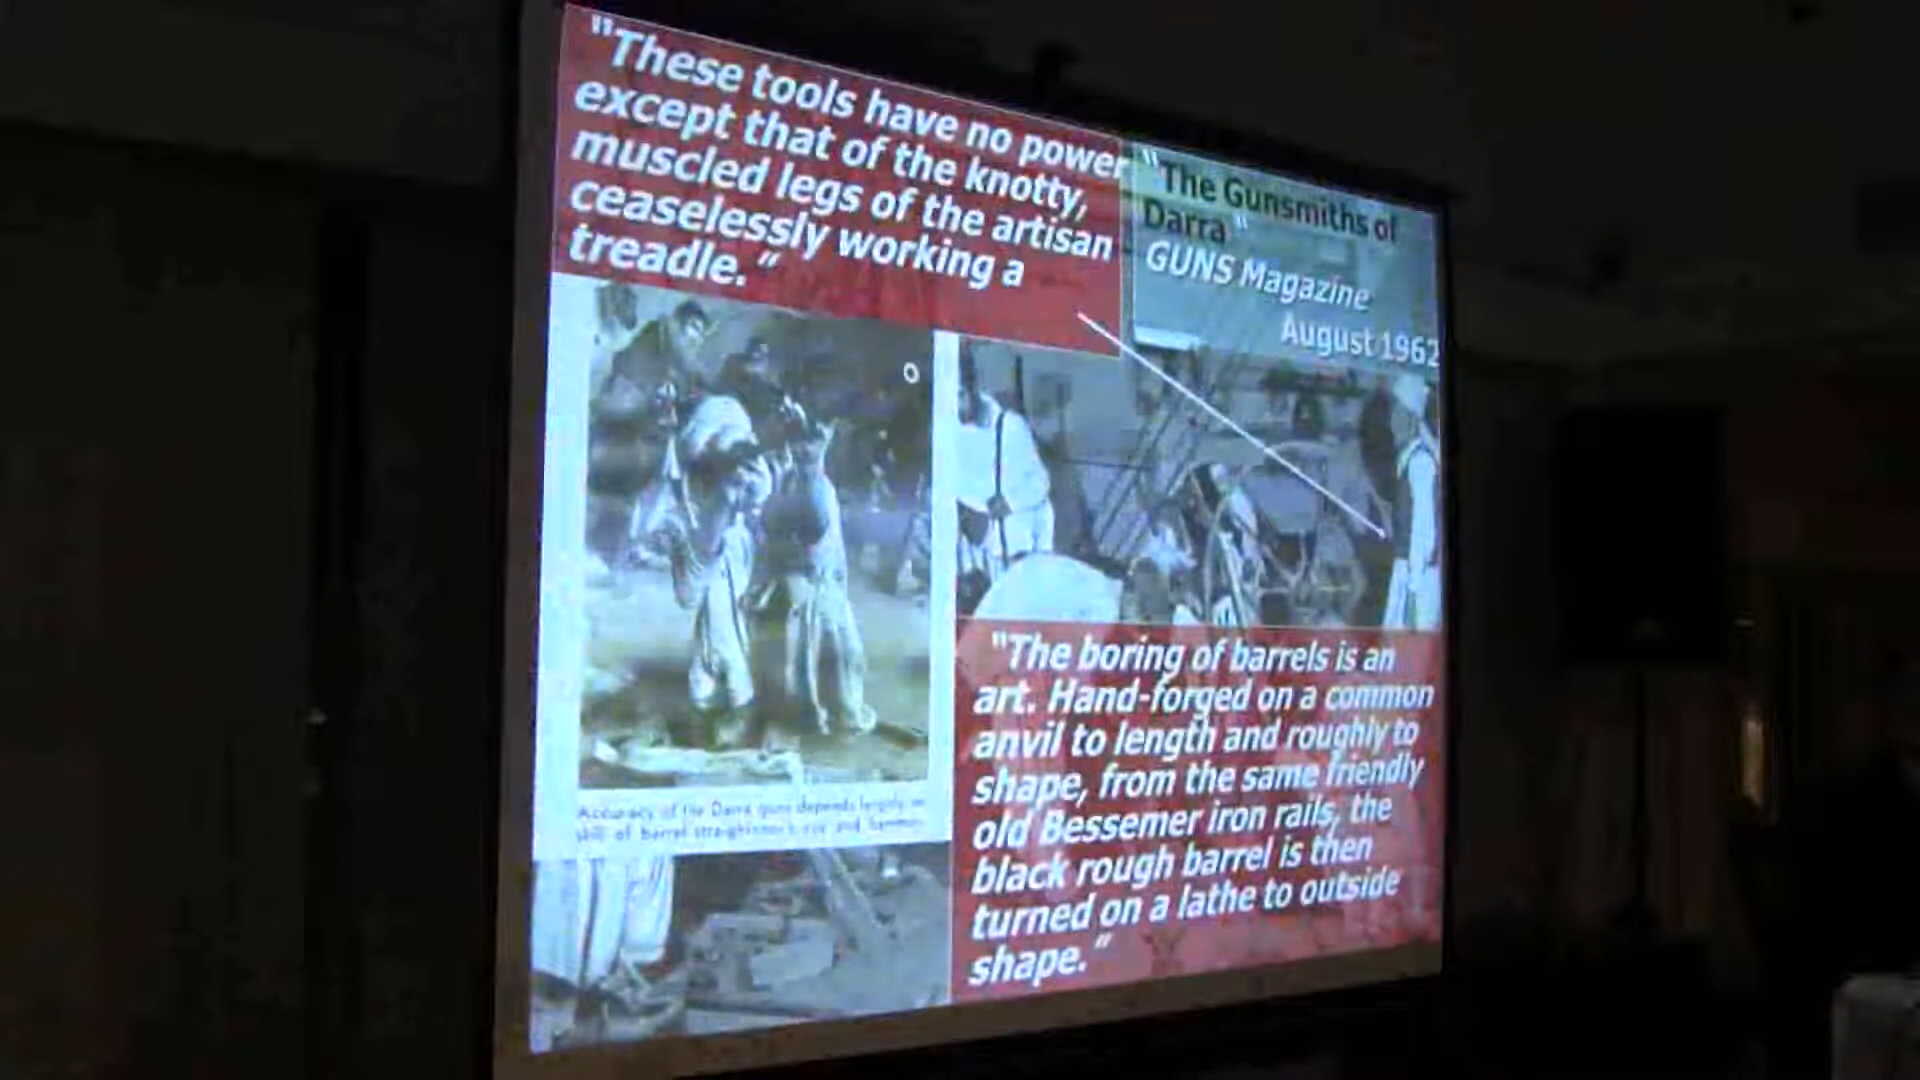 "These tools have no power
except that of the knotty,
muscled legs of the artisan
ceaselessly working a
treadle."
"The Gunsmiths of
Darra"
GUNS Magazine
August 1962
Accuracy of the Darra guns depends largely on
skill of barrel straightener's eye and hammer.
"The boring of barrels is an
art. Hand-forged on a common
anvil to length and roughly to
shape, from the same friendly
old Bessemer iron rails, the
black rough barrel is then
turned on a lathe to outside
shape."